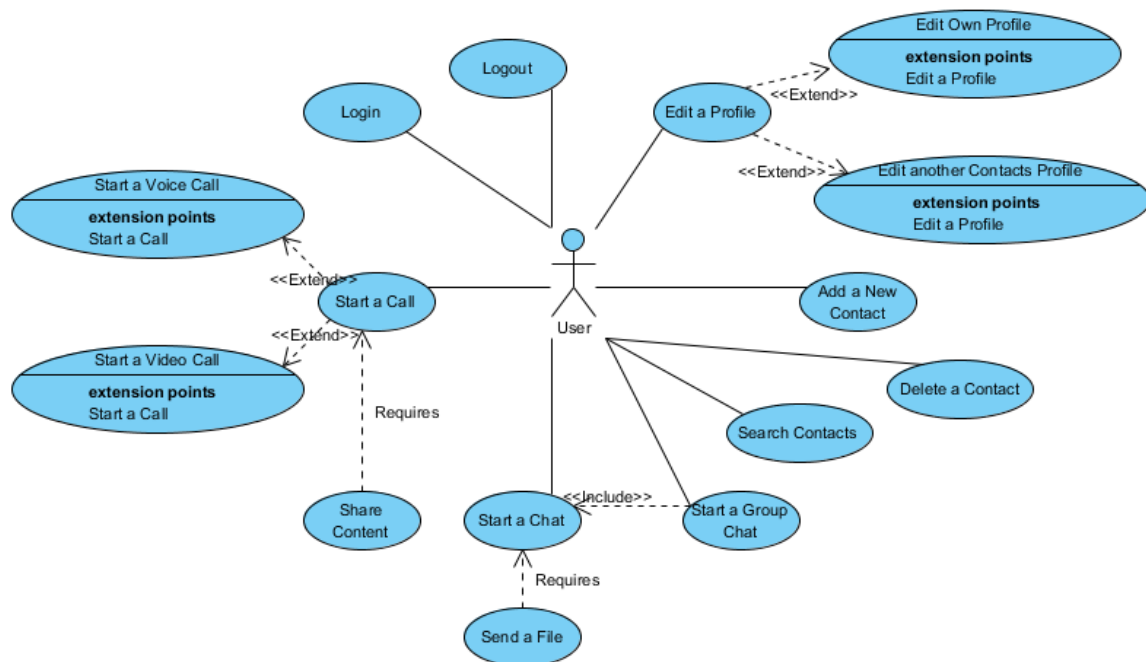 Edit Own Profile
extension points
Edit a Profile
Logout
<<Extend>>
Login
Edit a Profile
<<Extend>>
Edit another Contacts Profile
extension points
Edit a Profile
Start a Voice Call
extension points
Start a Call
<<Extend>>
Start a Call
Add a New
Contact
User
<<Extend>>
Start a Video Call
extension points
Start a Call
Delete a Contact
Requires
Search Contacts
<<Include>>
Share
Content
Start a Chat
Start a Group
Chat
Requires
Send a File